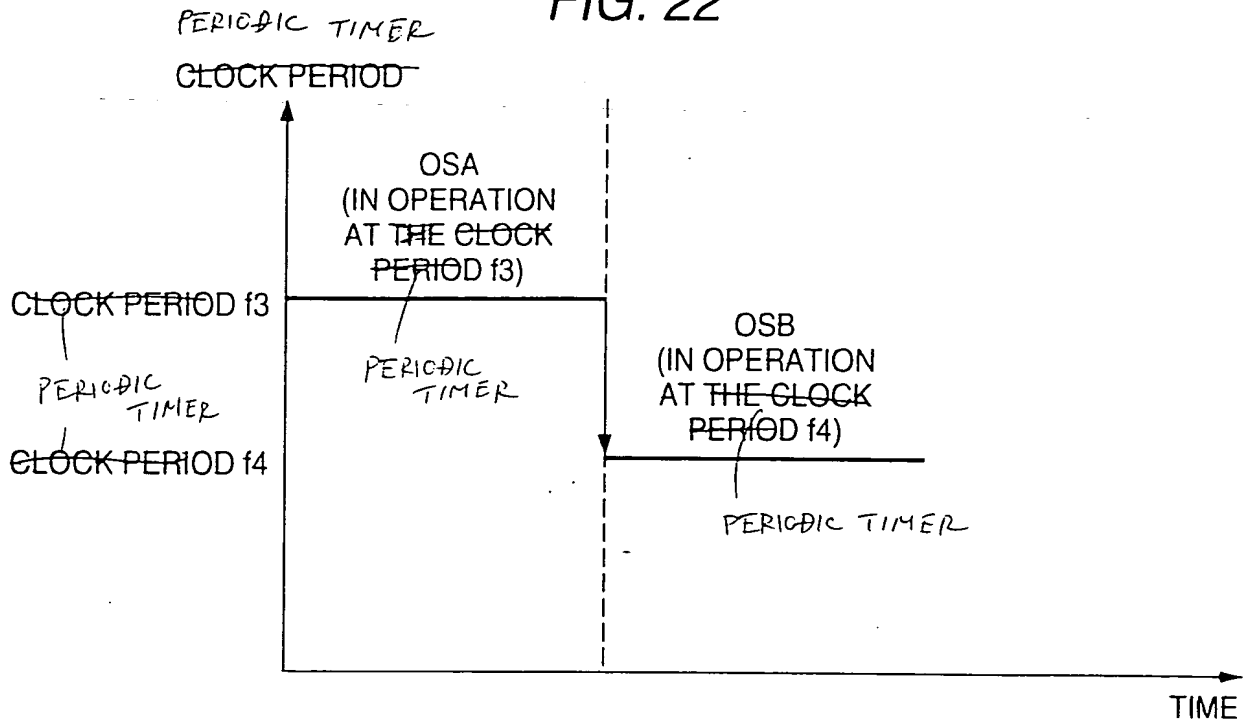 FIG. 22
PERIODIC TIMER
CLOCK PERIOD
OSA
(IN OPERATION
AT THE CLOCK
PERIOD f3)
CLOCK PERIOD f3
PERIODIC
TIMER
PERIODIC
TIMER
OSB
(IN OPERATION
AT THE CLOCK
PERIOD f4)
CLOCK PERIOD f4
PERIODIC TIMER
TIME